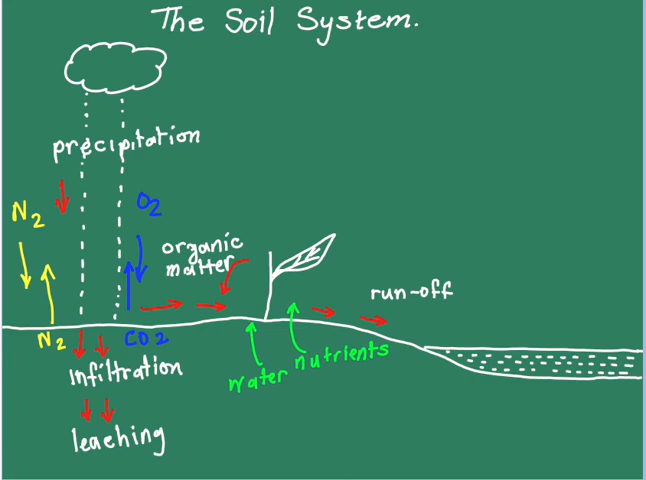 The Soil System.
precipitation
N2
O2
organic
matter
run-off
N2
CO2
infiltration
water
nutrients
leaching